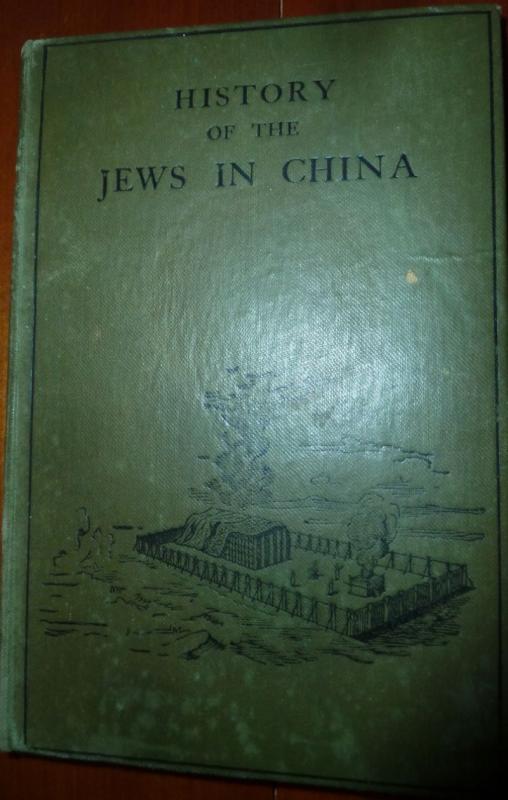 HISTORY
OF THE
JEWS IN CHINA